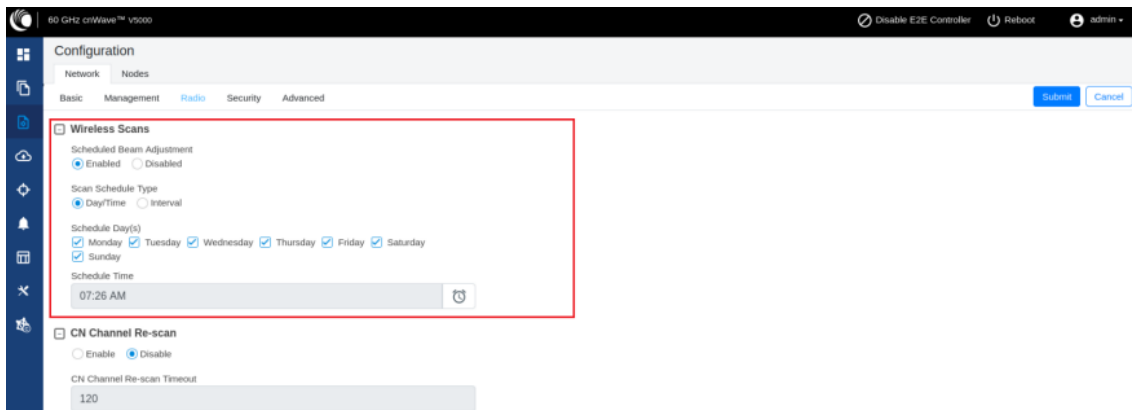 60 GHz cnWave™ V5000 Disable E2E Controller Reboot admin
Configuration
Network Nodes
Basic Management Radio Security Advanced Submit Cancel
Wireless Scans
Scheduled Beam Adjustment
Enabled Disabled
Scan Schedule Type
Day/Time Interval
Schedule Day(s)
Monday Tuesday Wednesday Thursday Friday Saturday
Sunday
Schedule Time
07:26 AM
CN Channel Re-scan
Enable Disable
CN Channel Re-scan Timeout
120